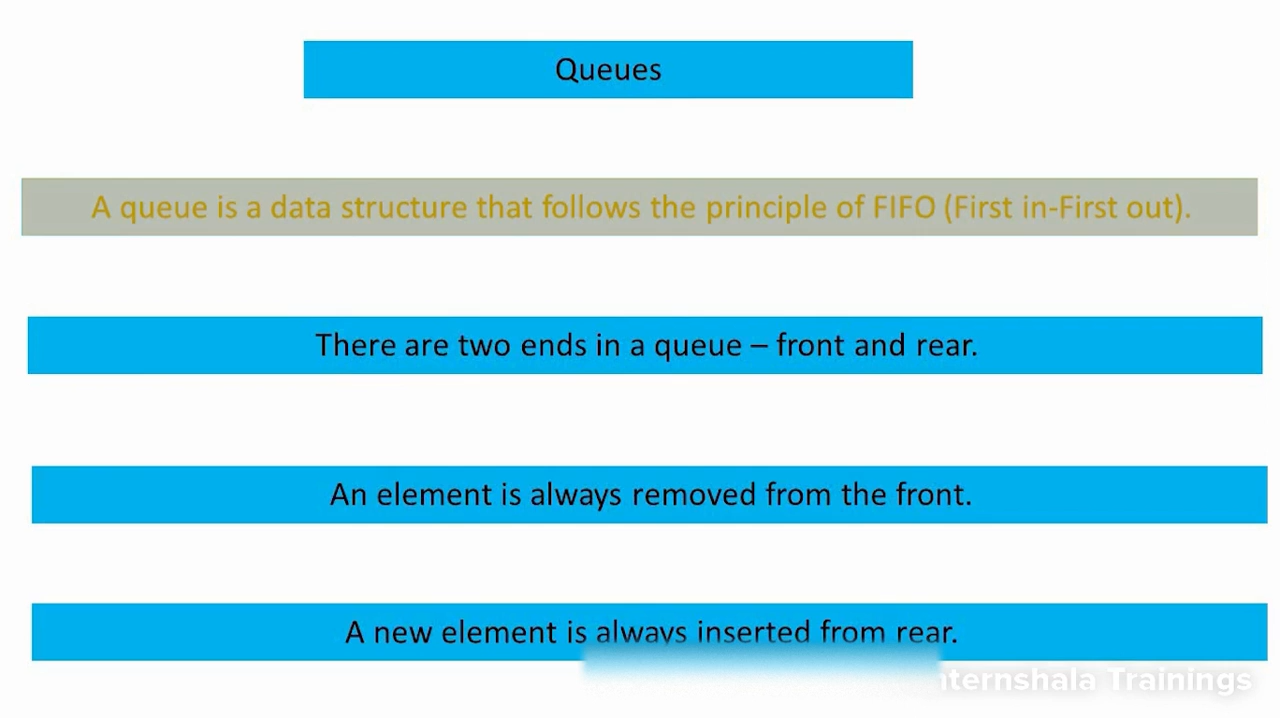 Queues
A queue is a data structure that follows the principle of FIFO (First in-First out).
There are two ends in a queue – front and rear.
An element is always removed from the front.
A new element is always inserted from rear.
Trainings